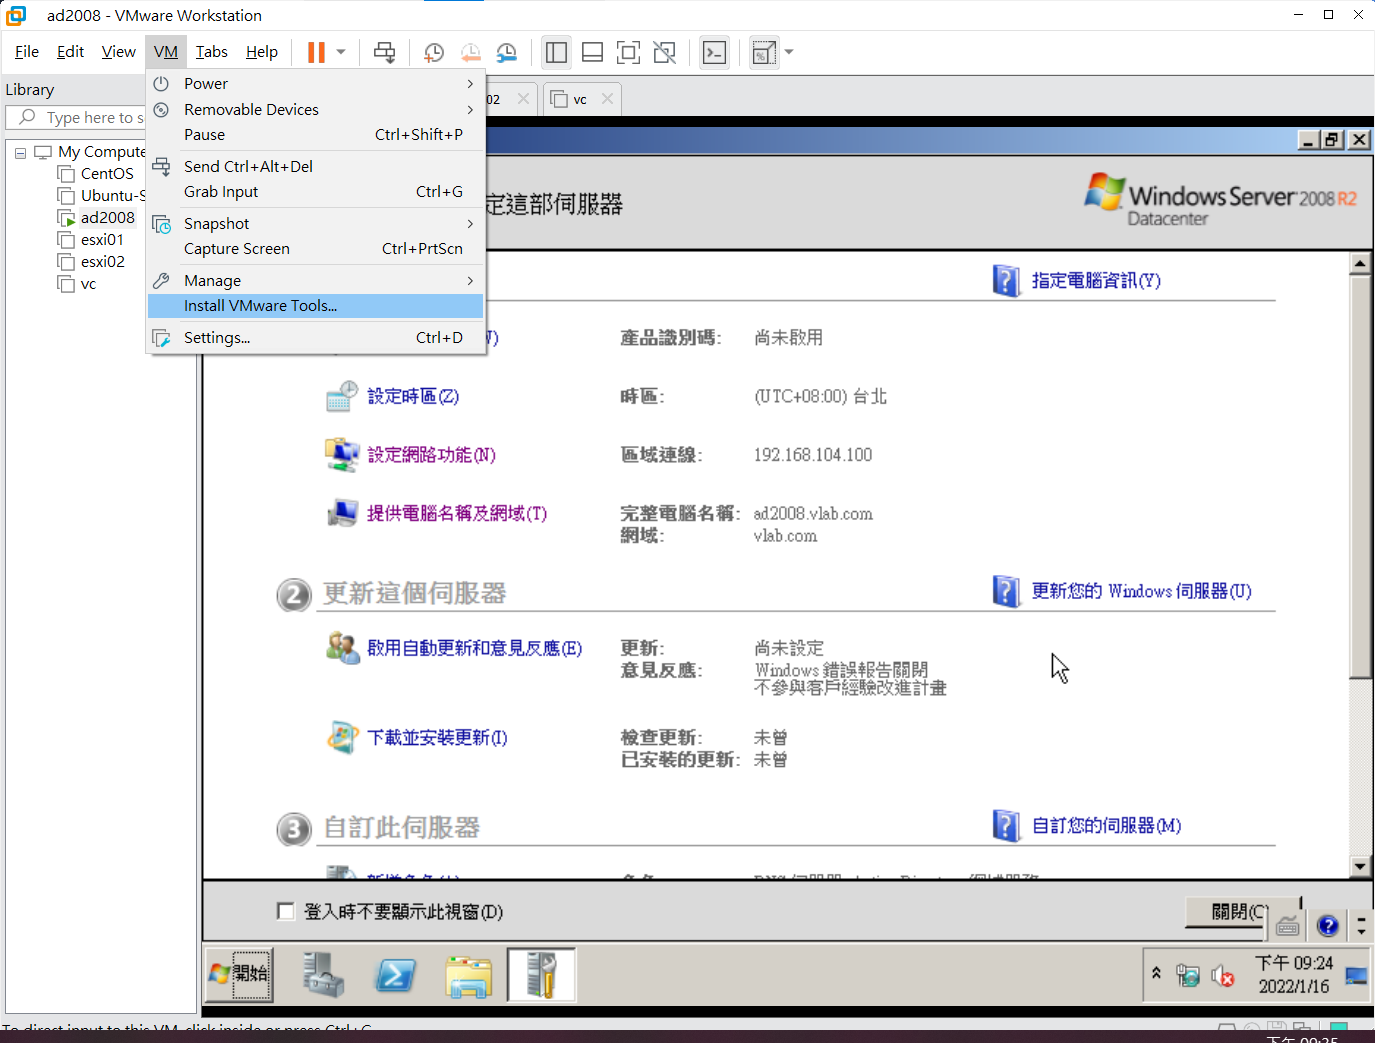 ad2008 - VMware Workstation
File Edit View VM Tabs Help
Library
Type here to s
My Compute
CentOS
Ubuntu-S
ad2008
esxi01
esxi02
vc
Power
Removable Devices
Pause Ctrl+Shift+P
Send Ctrl+Alt+Del
Grab Input Ctrl+G
Snapshot
Capture Screen Ctrl+PrtScn
Manage
Install VMware Tools...
Settings... Ctrl+D
02
vc
定這部伺服器
Windows Server 2008 R2
Datacenter
指定電腦資訊(Y)
產品識別碼: 尚未啟用
設定時區(Z) 時區: (UTC+08:00) 台北
設定網路功能(N) 區域連線: 192.168.104.100
提供電腦名稱及網域(T) 完整電腦名稱: ad2008.vlab.com
網域: vlab.com
2 更新這個伺服器 更新您的 Windows 伺服器(U)
啟用自動更新和意見反應(E) 更新: 尚未設定
意見反應: Windows 錯誤報告關閉
不參與客戶經驗改進計畫
下載並安裝更新(I) 檢查更新: 未曾
已安裝的更新: 未曾
3 自訂此伺服器 自訂您的伺服器(M)
登入時不要顯示此視窗(D) 關閉(C)
開始
下午 09:24
2022/1/16
To direct input to this VM, click inside or press Ctrl+G.
下午 09:25